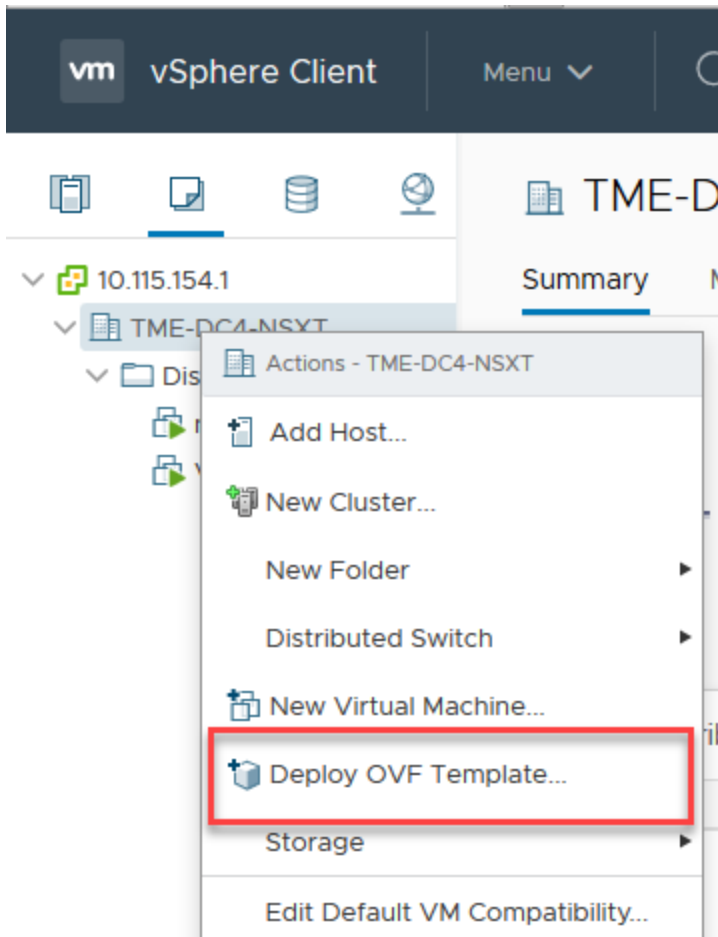 vm vSphere Client Menu
TME-D
10.115.154.1
Summary
TME-DC4-NSXT
Dis
Actions - TME-DC4-NSXT
Add Host...
New Cluster...
New Folder
Distributed Switch
New Virtual Machine...
Deploy OVF Template...
Storage
Edit Default VM Compatibility...